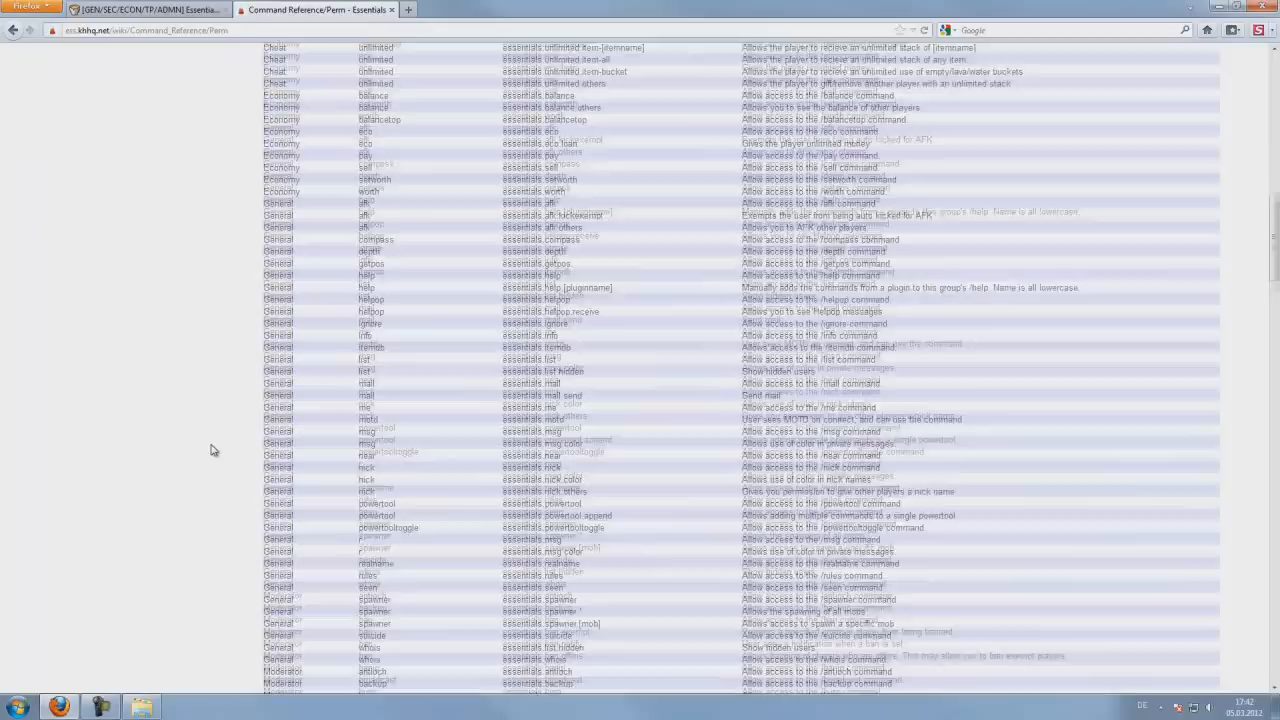 Firefox
[GEN/SEC/ECON/TP/ADMN] Essentia...
Command Reference/Perm - Essentials
ess.khhq.net/wiki/Command_Reference/Perm
Google
Cheat unlimited essentials.unlimited.item-[itemname] Allows the player to recieve an unlimited stack of [itemname]
Cheat unlimited essentials.unlimited.item-all Allows the player to recieve an unlimited stack of any item.
Cheat unlimited essentials.unlimited.item-bucket Allows the player to recieve an unlimited use of empty/lava/water buckets
Cheat unlimited essentials.unlimited.others Allows the player to gift/remove another player with an unlimited stack
Economy balance essentials.balance Allow access to the /balance command.
Economy balance essentials.balance.others Allows you to see the balance of other players.
Economy balancetop essentials.balancetop Allow access to the /balancetop command
Economy eco essentials.eco Allow access to the /eco command
Economy eco essentials.eco.loan Gives the player unlimited money
Economy pay essentials.pay Allow access to the /pay command.
Economy sell essentials.sell Allow access to the /sell command.
Economy setworth essentials.setworth Allow access to the /setworth command.
Economy worth essentials.worth Allow access to the /worth command.
General afk essentials.afk Allow access to the /afk command.
General afk essentials.afk.kickexempt Exempts the user from being auto kicked for AFK
General afk essentials.afk.others Allows you to AFK other players
General compass essentials.compass Allow access to the /compass command
General depth essentials.depth Allow access to the /depth command
General getpos essentials.getpos Allow access to the /getpos command.
General help essentials.help Allow access to the /help command
General help essentials.help.[pluginname] Manually adds the commands from a plugin to this group's /help. Name is all lowercase.
General helpop essentials.helpop Allow access to the /helpop command
General helpop essentials.helpop.receive Allows you to see Helpop messages
General ignore essentials.ignore Allow access to the /ignore command
General info essentials.info Allow access to the /info command
General itemdb essentials.itemdb Allows access to the /itemdb command.
General list essentials.list Allow access to the /list command
General list essentials.list.hidden Show hidden users
General mail essentials.mail Allow access to the /mail command.
General mail essentials.mail.send Send mail
General me essentials.me Allow access to the /me command
General motd essentials.motd User sees MOTD on connect, and can use the command
General msg essentials.msg Allow access to the /msg command.
General msg essentials.msg.color Allows use of color in private messages.
General near essentials.near Allow access to the /near command
General nick essentials.nick Allow access to the /nick command
General nick essentials.nick.color Allows use of color in nick names
General nick essentials.nick.others Gives you permission to give other players a nick name
General powertool essentials.powertool Allow access to the /powertool command
General powertool essentials.powertool.append Allows adding multiple commands to a single powertool
General powertooltoggle essentials.powertooltoggle Allow access to the /powertooltoggle command
General r essentials.msg Allow access to the /msg command
General r essentials.msg.color Allows use of color in private messages.
General realname essentials.realname Allow access to the /realname command
General rules essentials.rules Allow access to the /rules command.
General seen essentials.seen Allow access to the /seen command
General spawner essentials.spawner Allow access to the /spawner command
General spawner essentials.spawner.* Allows the spawning of all mobs
General spawner essentials.spawner.[mob] Allows access to spawn a specific mob
General suicide essentials.suicide Allow access to the /suicide command
General whois essentials.list.hidden Show hidden users
General whois essentials.whois Allow access to the /whois command.
Moderator antioch essentials.antioch Allow access to the /antioch command
Moderator backup essentials.backup Allow access to the /backup command.
DE
17:42
05.03.2012